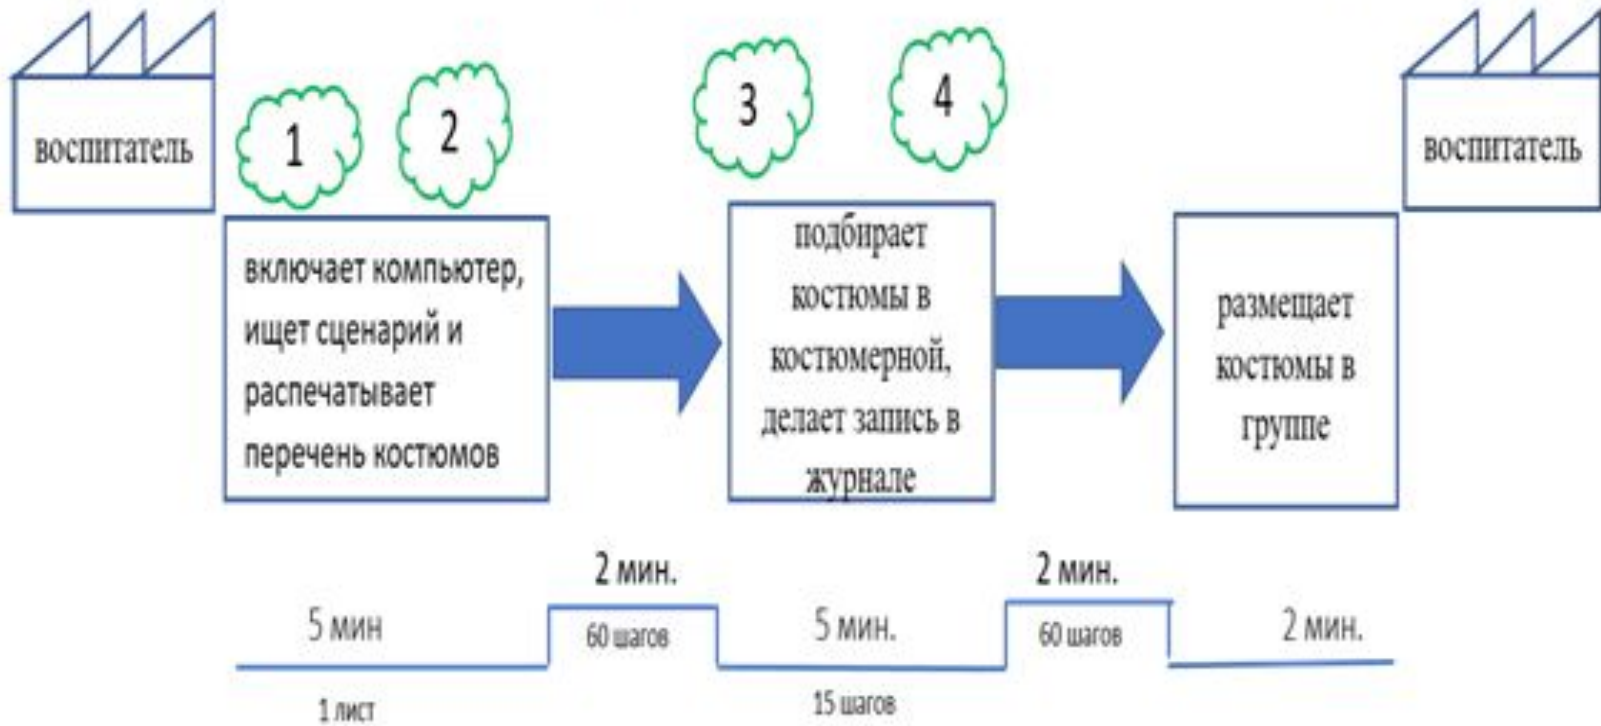 воспитатель
1
2
3
4
воспитатель
включает компьютер,
ищет сценарий и
распечатывает
перечень костюмов
подбирает
костюмы в
костюмерной,
делает запись в
журнале
размещает
костюмы в
группе
5 мин
2 мин.
60 шагов
5 мин.
2 мин.
60 шагов
2 мин.
1 лист
15 шагов